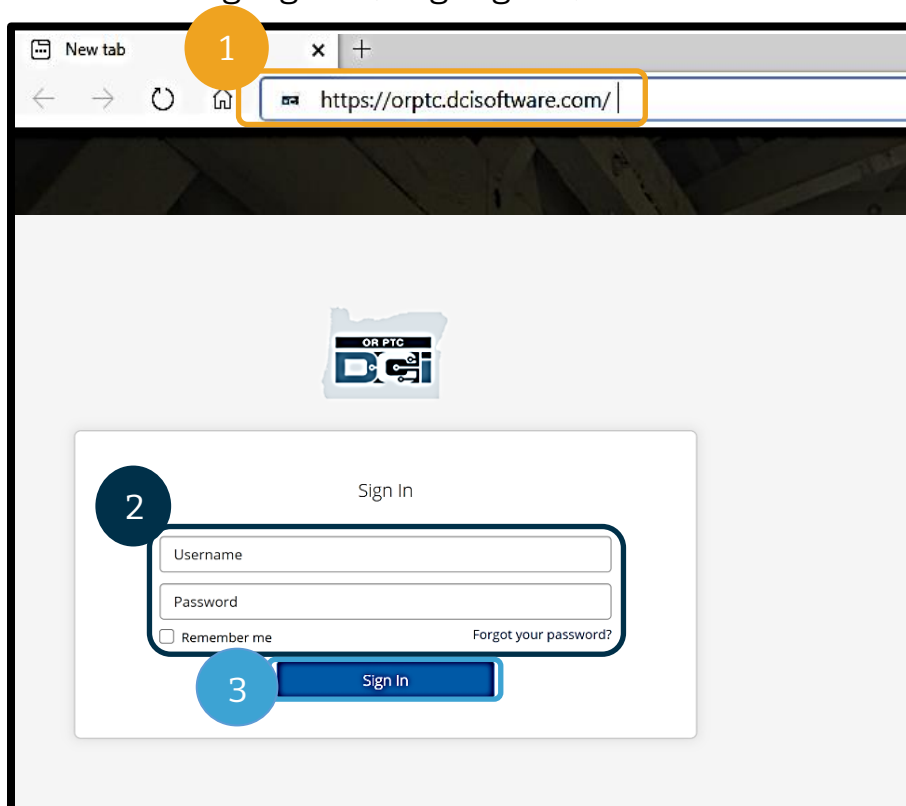 New tab
1
https://orptc.dcisoftware.com/
OR PTC
DCi
Sign In
2
Username
Password
Remember me Forgot your password?
3
Sign In